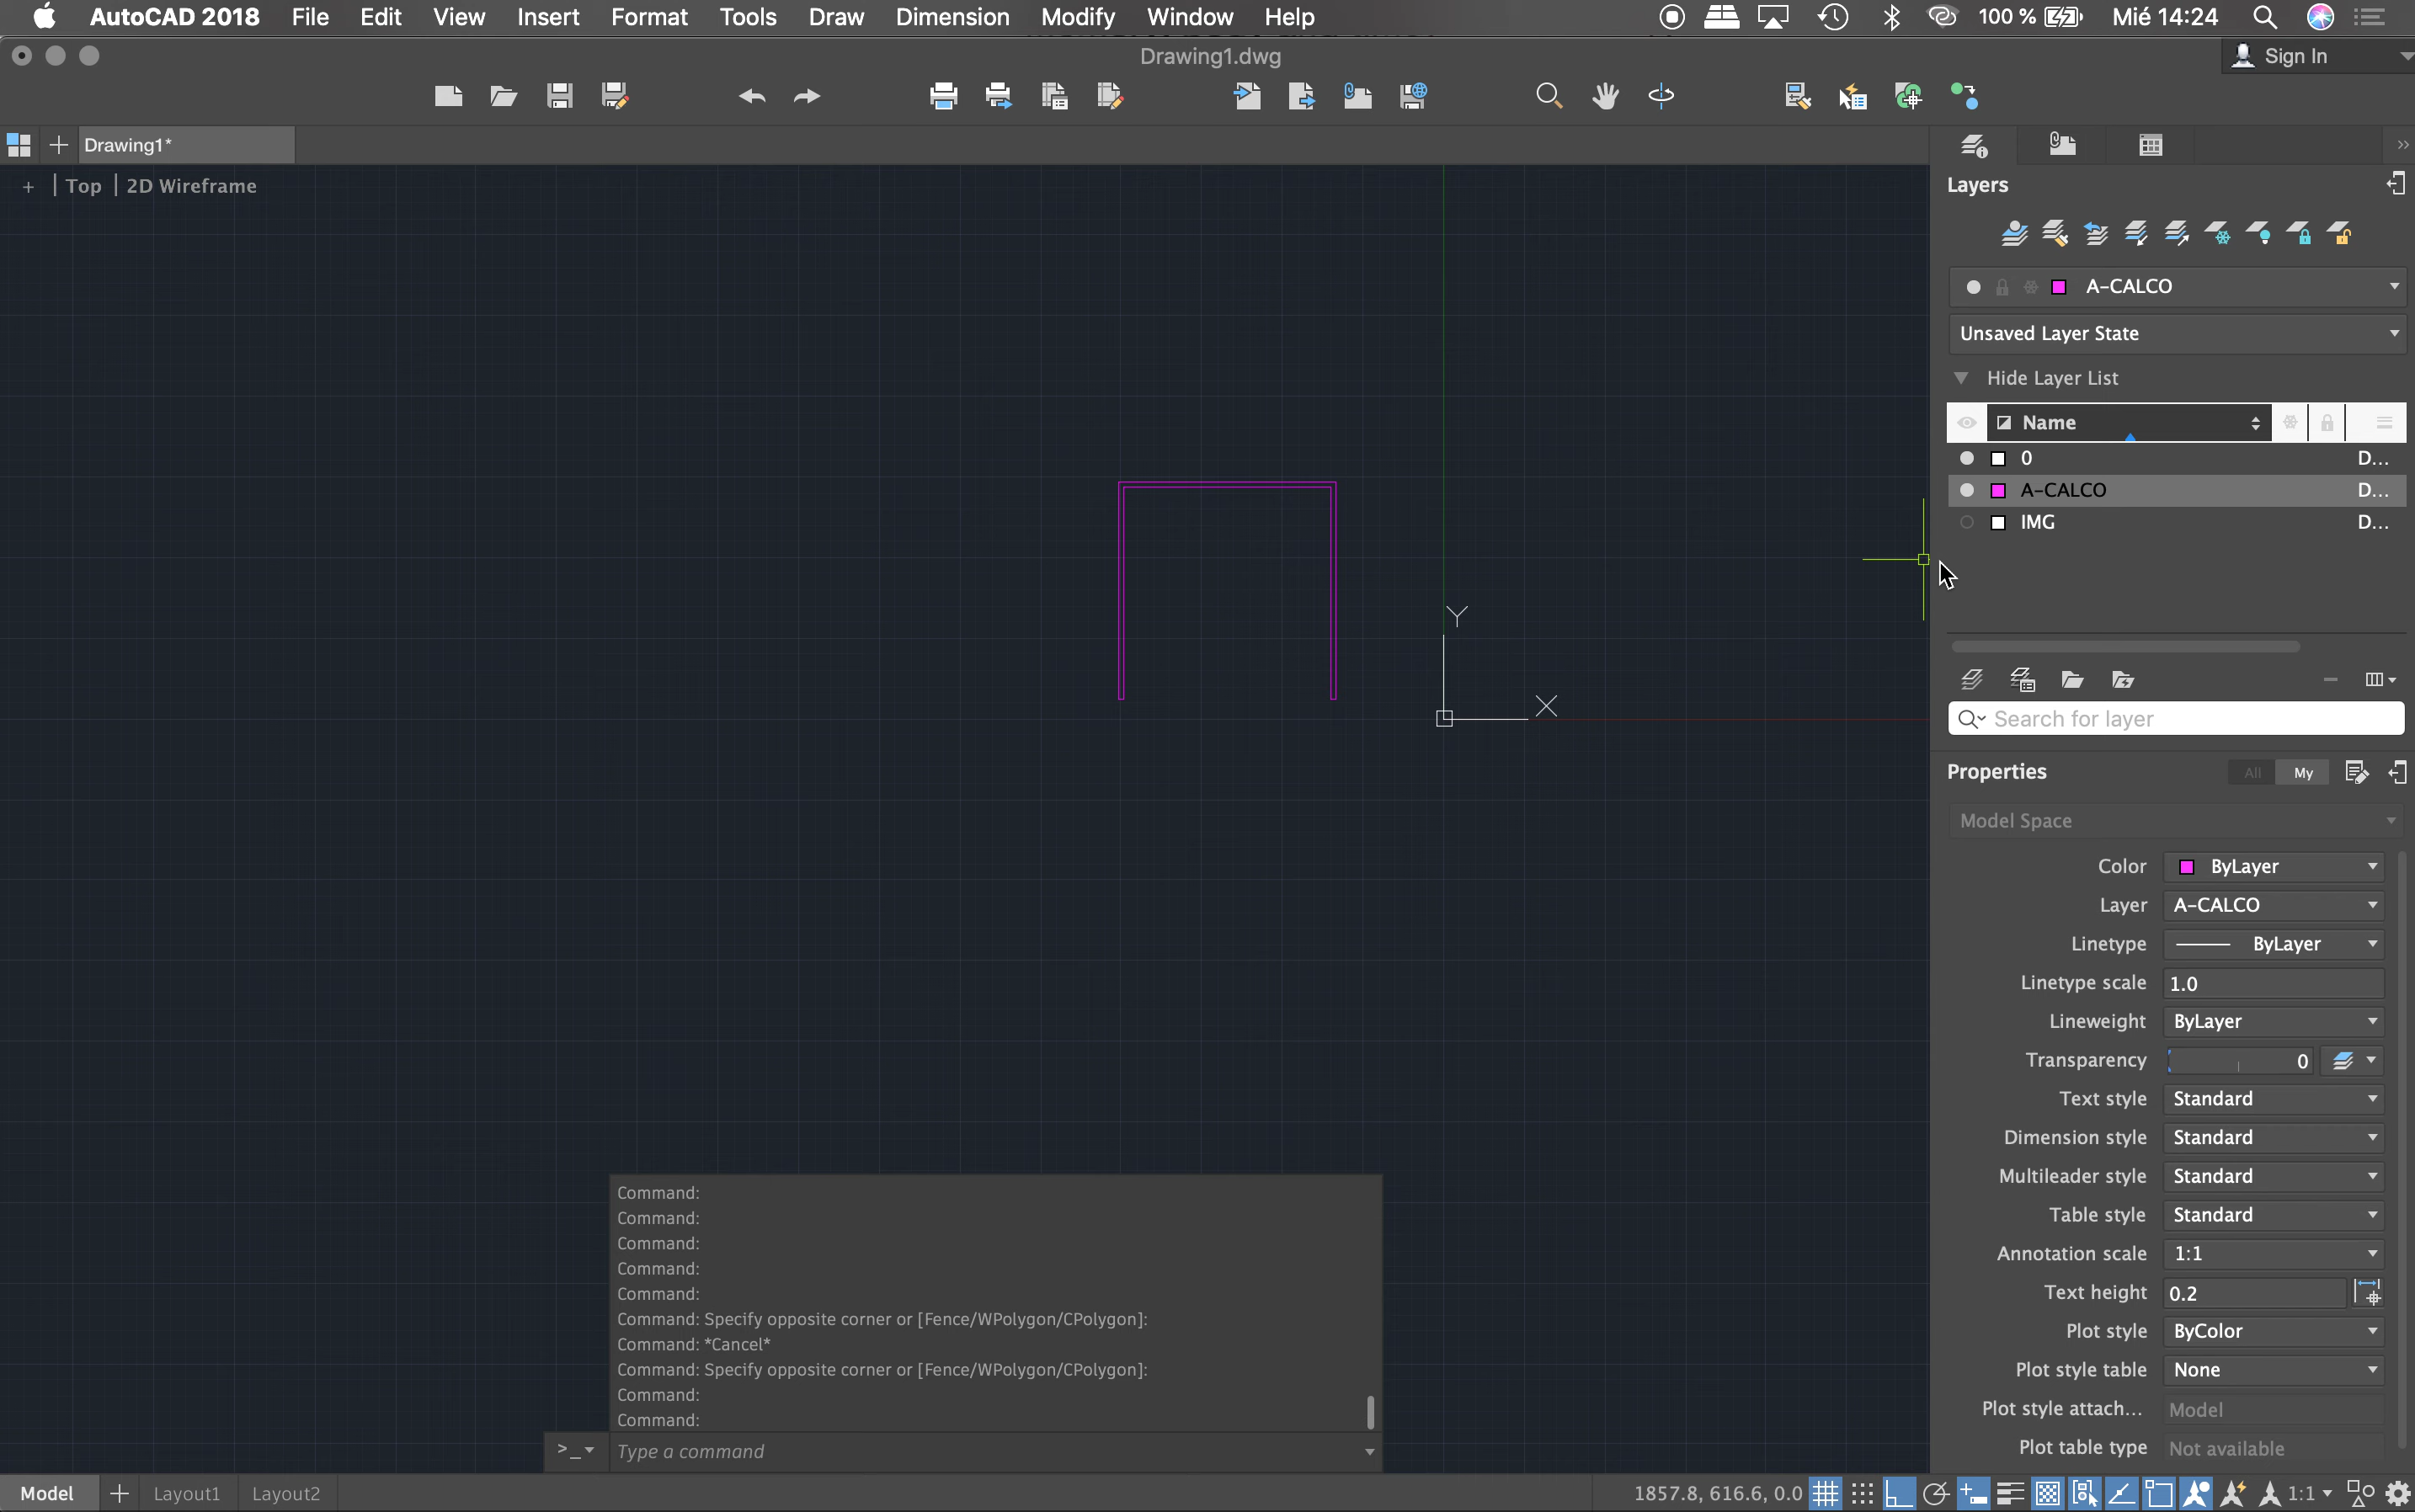 AutoCAD 2018 File Edit View Insert Format Tools Draw Dimension Modify Window Help 100 % Mié 14:24
Drawing1.dwg
Sign In
Drawing1*
+ | Top | 2D Wireframe
Layers
A-CALCO
Unsaved Layer State
Hide Layer List
Name
0 D...
A-CALCO D...
IMG D...
Y
X
Search for layer
Properties All My
Model Space
Color ByLayer
Layer A-CALCO
Linetype ByLayer
Linetype scale 1.0
Lineweight ByLayer
Transparency 0
Text style Standard
Dimension style Standard
Multileader style Standard
Table style Standard
Annotation scale 1:1
Text height 0.2
Plot style ByColor
Plot style table None
Plot style attach... Model
Plot table type Not available
Command:
Command:
Command:
Command:
Command:
Command: Specify opposite corner or [Fence/WPolygon/CPolygon]:
Command: *Cancel*
Command: Specify opposite corner or [Fence/WPolygon/CPolygon]:
Command:
Command:
>_ Type a command
Model + Layout1 Layout2 1857.8, 616.6, 0.0 1:1